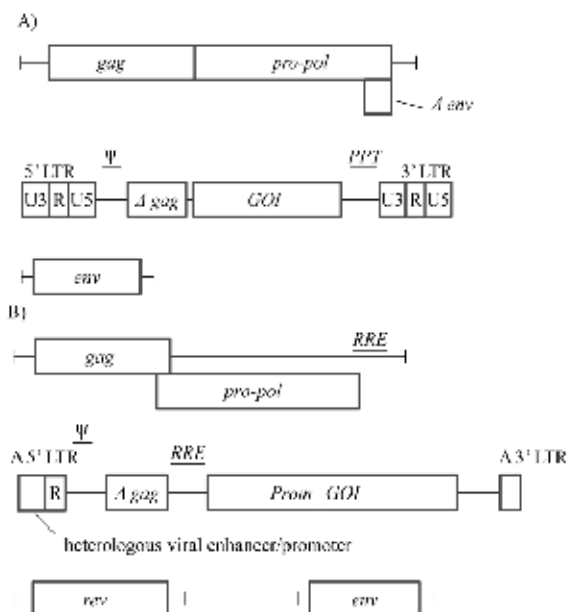 A)
gag pro-pol
Δ env
Ψ PPT
5' LTR 3' LTR
U3 R U5 Δ gag GOI U3 R U5
env
B)
RRE
gag
pro-pol
Ψ
Δ 5' LTR RRE Δ 3' LTR
R Δ gag Prom GOI
heterologous viral enhancer/promoter
rev env